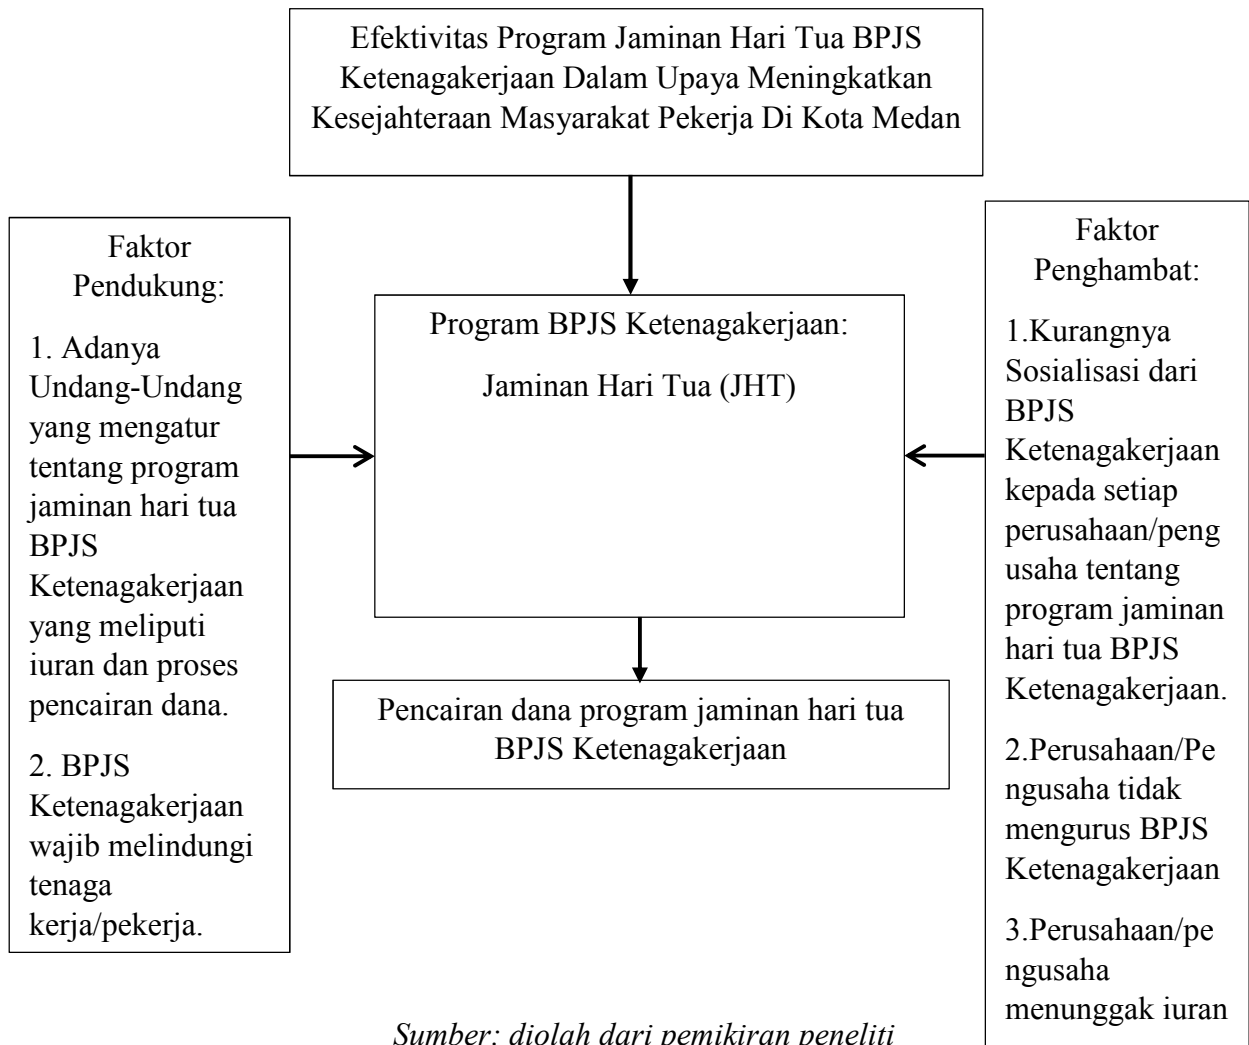 Efektivitas Program Jaminan Hari Tua BPJS
Ketenagakerjaan Dalam Upaya Meningkatkan
Kesejahteraan Masyarakat Pekerja Di Kota Medan
Faktor
Pendukung:
1. Adanya
Undang-Undang
yang mengatur
tentang program
jaminan hari tua
BPJS
Ketenagakerjaan
yang meliputi
iuran dan proses
pencairan dana.
2. BPJS
Ketenagakerjaan
wajib melindungi
tenaga
kerja/pekerja.
Program BPJS Ketenagakerjaan:
Jaminan Hari Tua (JHT)
Pencairan dana program jaminan hari tua
BPJS Ketenagakerjaan
Faktor
Penghambat:
1.Kurangnya
Sosialisasi dari
BPJS
Ketenagakerjaan
kepada setiap
perusahaan/peng
usaha tentang
program jaminan
hari tua BPJS
Ketenagakerjaan.
2.Perusahaan/Pe
ngusaha tidak
mengurus BPJS
Ketenagakerjaan
3.Perusahaan/pe
ngusaha
menunggak iuran
Sumber: diolah dari pemikiran peneliti